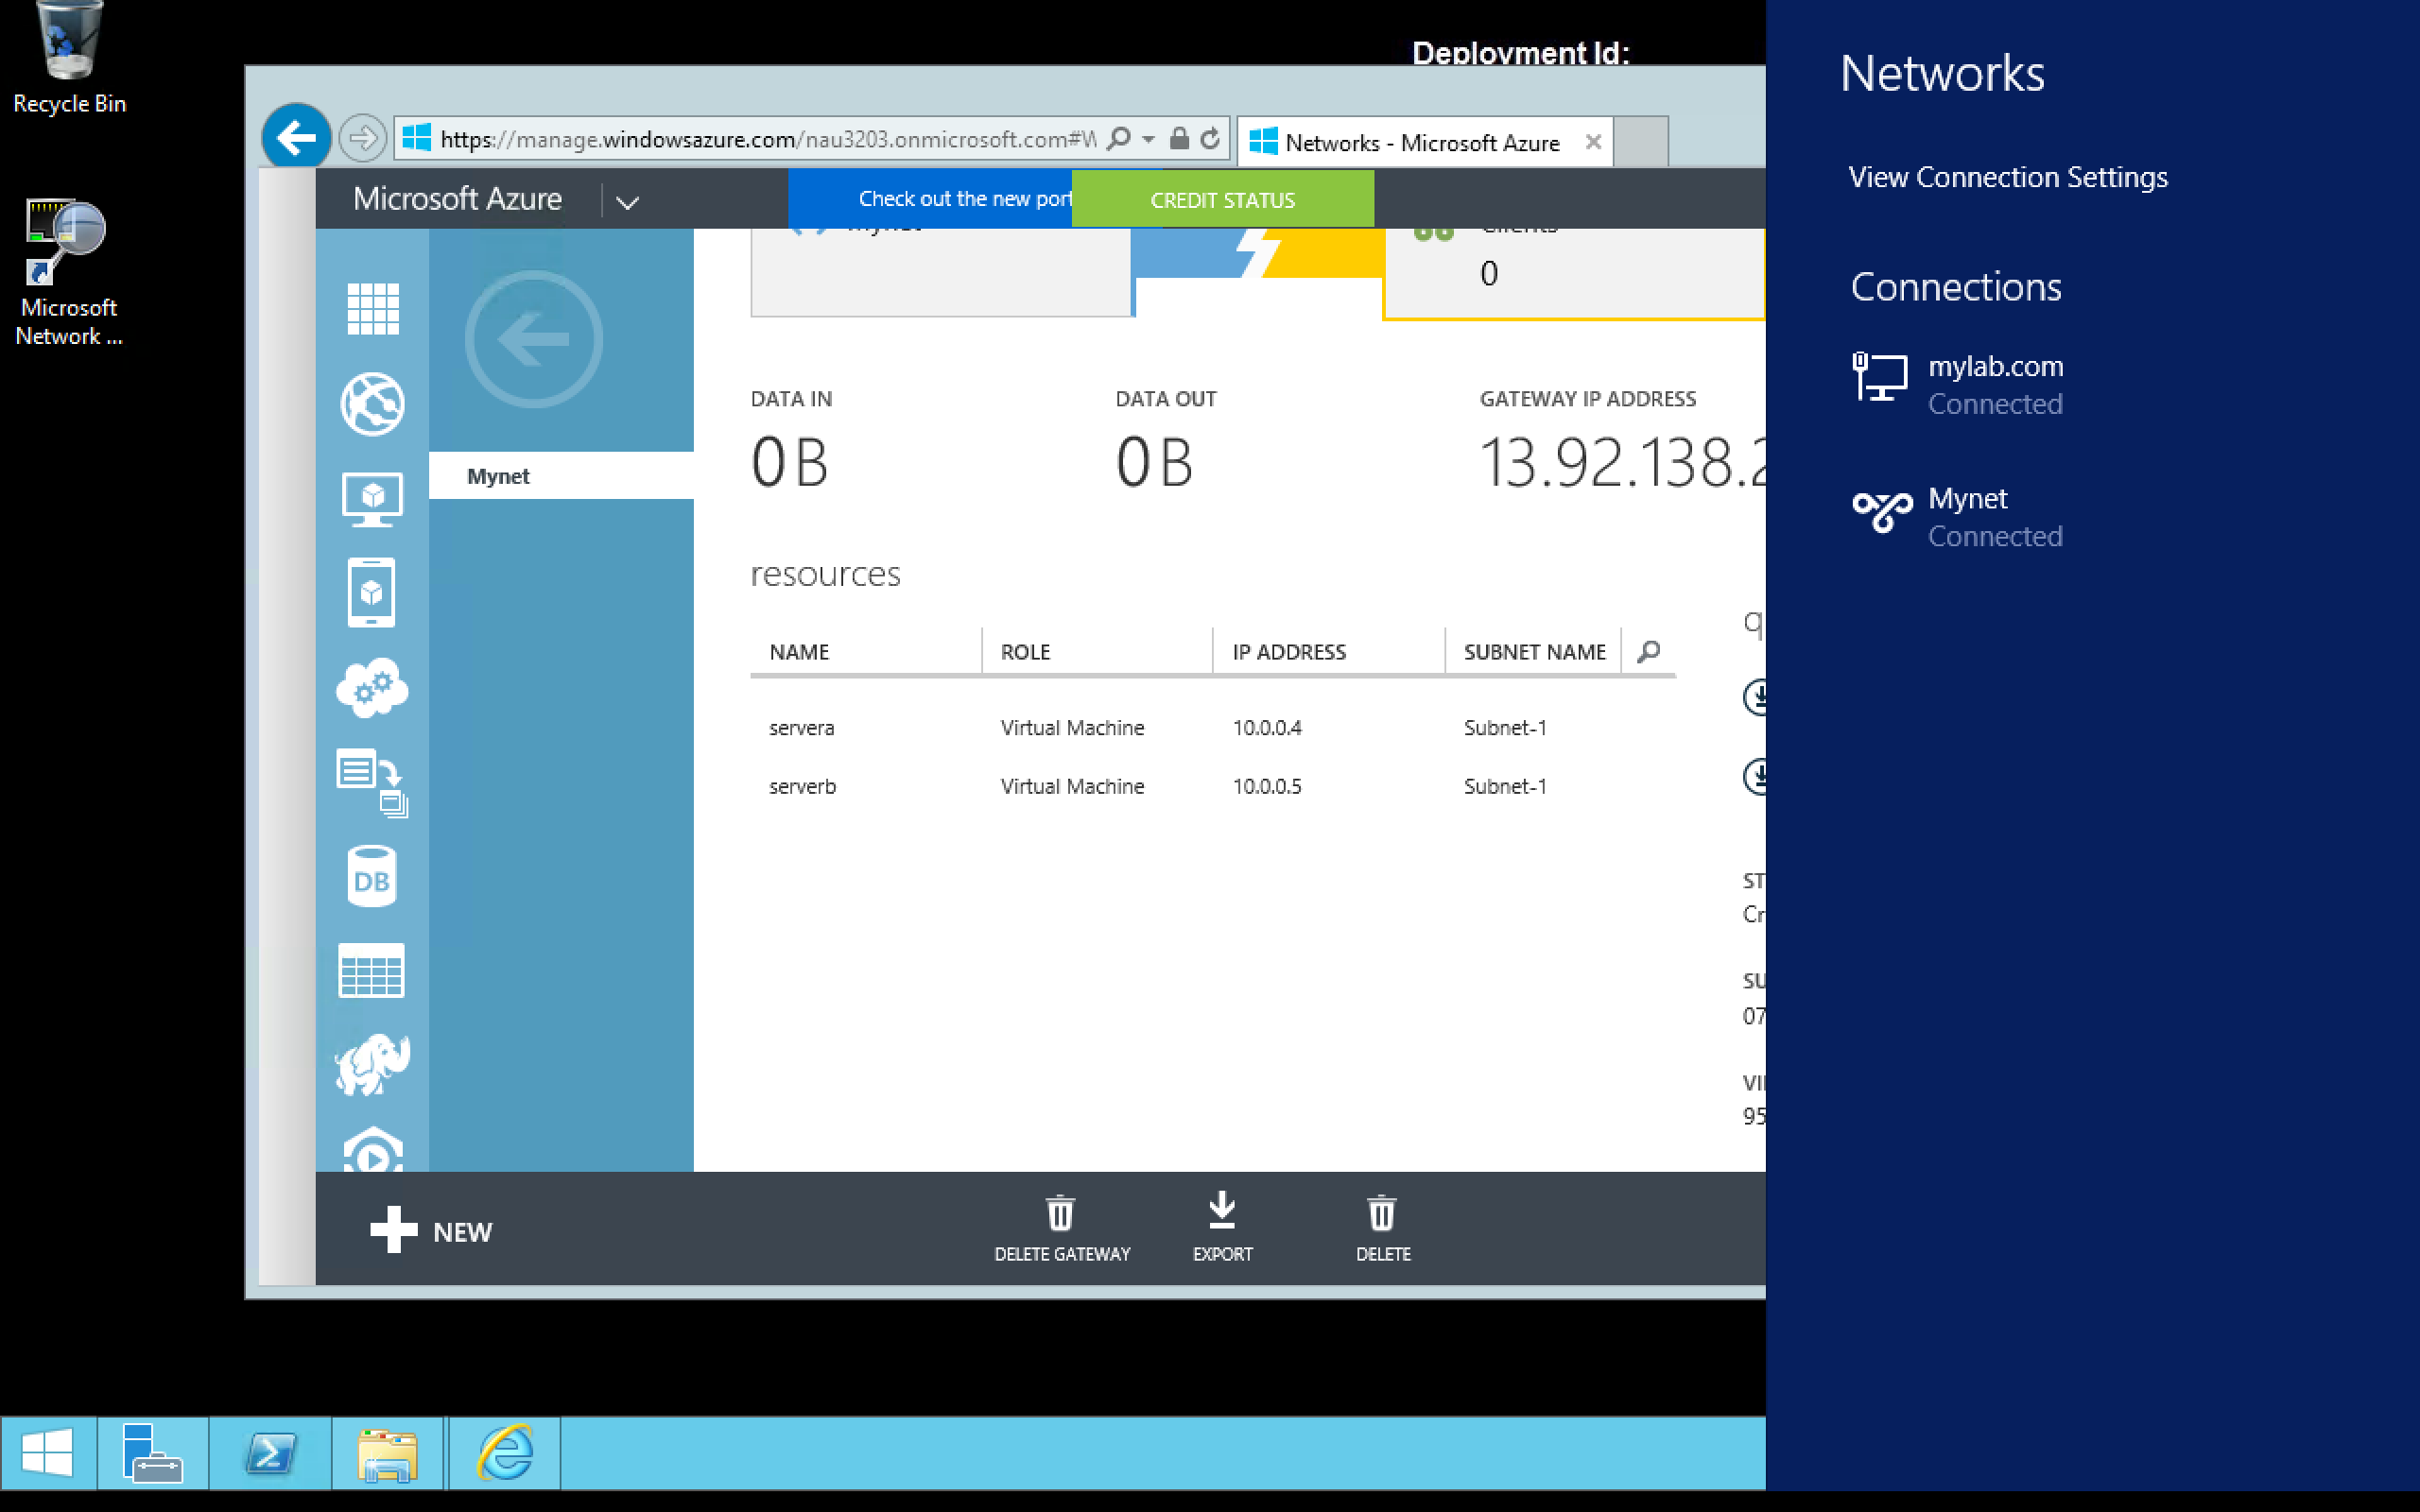 Recycle Bin
Microsoft
Network ...
Deployment Id:
https://manage.windowsazure.com/nau3203.onmicrosoft.com#W
Networks - Microsoft Azure
Microsoft Azure
Check out the new port
CREDIT STATUS
Mynet
Clients
0
Mynet
DATA IN
DATA OUT
GATEWAY IP ADDRESS
0 B
0 B
13.92.138.2
resources
NAME
ROLE
IP ADDRESS
SUBNET NAME
servera
Virtual Machine
10.0.0.4
Subnet-1
serverb
Virtual Machine
10.0.0.5
Subnet-1
q
ST
Cr
SU
07
VI
95
DB
NEW
DELETE GATEWAY
EXPORT
DELETE
Networks
View Connection Settings
Connections
mylab.com
Connected
Mynet
Connected